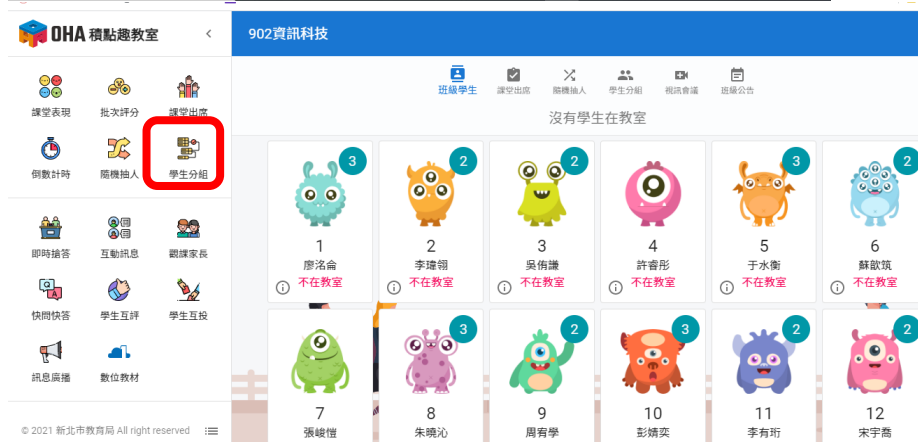 OHA 積點趣教室
902資訊科技
課堂表現 批次評分 課堂出席
倒數計時 隨機抽人 學生分組
即時搶答 互動訊息 觀課家長
快問快答 學生互評 學生互投
訊息廣播 數位教材
© 2021 新北市教育局 All right reserved
班級學生 課堂出席 隨機抽人 學生分組 視訊會議 班級公告
沒有學生在教室
3 2 2 3 2
1 2 3 4 5 6
廖洺侖 李瑋翎 吳侑謙 許睿彤 于水衡 蘇歆筑
不在教室 不在教室 不在教室 不在教室 不在教室 不在教室
3 2 3 2 2
7 8 9 10 11 12
張峻愷 朱曉沁 周宥學 彭婧奕 李有珩 宋宇喬